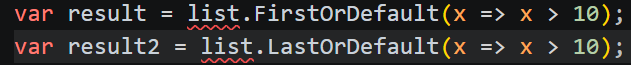 var result = list.FirstOrDefault(x => x > 10);
var result2 = list.LastOrDefault(x => x > 10);